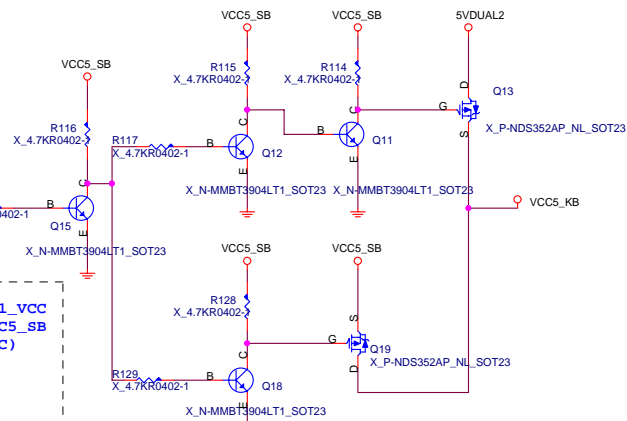 VCC5_SB
VCC5_SB
5VDUAL2
R115
X_4.7KR0402-
R114
X_4.7KR0402-
VCC5_SB
D
Q13
G
S
X_P-NDS352AP_NL_SOT23
R116
X_4.7KR0402-
R117
X_4.7KR0402-1
C
B
E
Q12
C
B
E
Q11
X_N-MMBT3904LT1_SOT23
X_N-MMBT3904LT1_SOT23
VCC5_KB
0402-1
B
C
E
Q15
X_N-MMBT3904LT1_SOT23
VCC5_SB
VCC5_SB
R128
X_4.7KR0402-
1_VCC
C5_SB
C)
S
G
D
Q19
X_P-NDS352AP_NL_SOT23
R129
X_4.7KR0402-1
C
B
E
Q18
X_N-MMBT3904LT1_SOT23